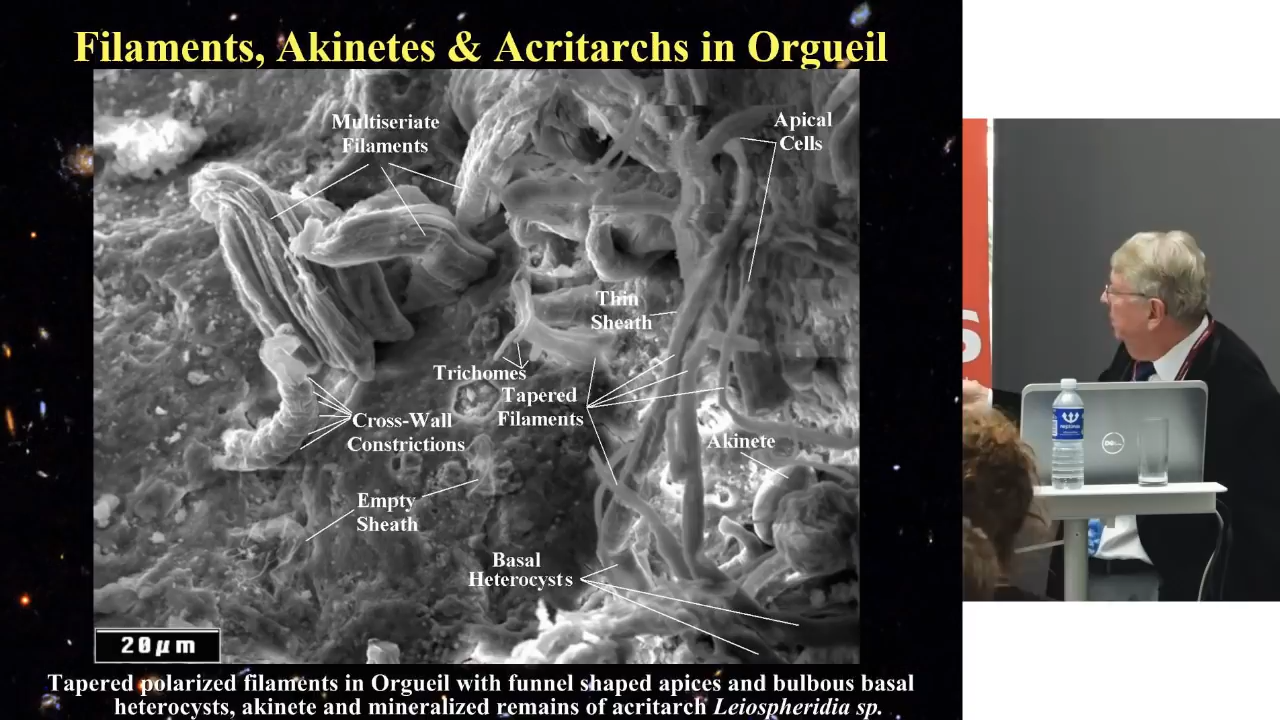 Filaments, Akinetes & Acritarchs in Orgueil
Multiseriate
Filaments
Apical
Cells
Thin
Sheath
Trichomes
Tapered
Filaments
Cross-Wall
Constrictions
Akinete
Empty
Sheath
Basal
Heterocysts
20µm
Tapered polarized filaments in Orgueil with funnel shaped apices and bulbous basal
heterocysts, akinete and mineralized remains of acritarch Leiospheridia sp.
DELL